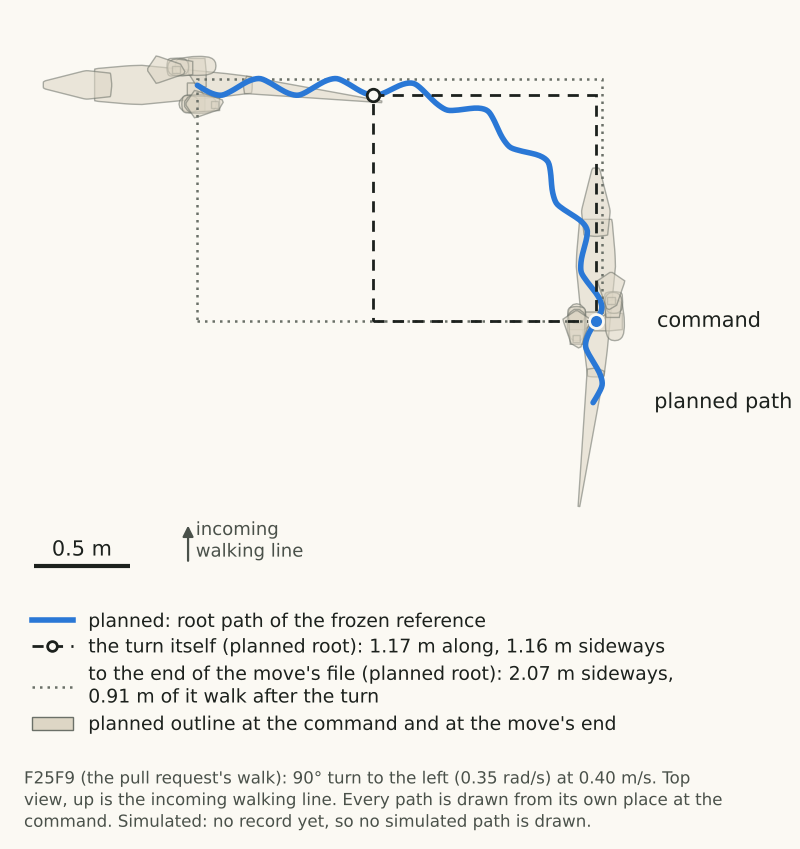 command
planned path
incoming
walking line
0.5 m
planned: root path of the frozen reference
the turn itself (planned root): 1.17 m along, 1.16 m sideways
to the end of the move's file (planned root): 2.07 m sideways,
0.91 m of it walk after the turn
planned outline at the command and at the move's end
F25F9 (the pull request's walk): 90° turn to the left (0.35 rad/s) at 0.40 m/s. Top
view, up is the incoming walking line. Every path is drawn from its own place at the
command. Simulated: no record yet, so no simulated path is drawn.